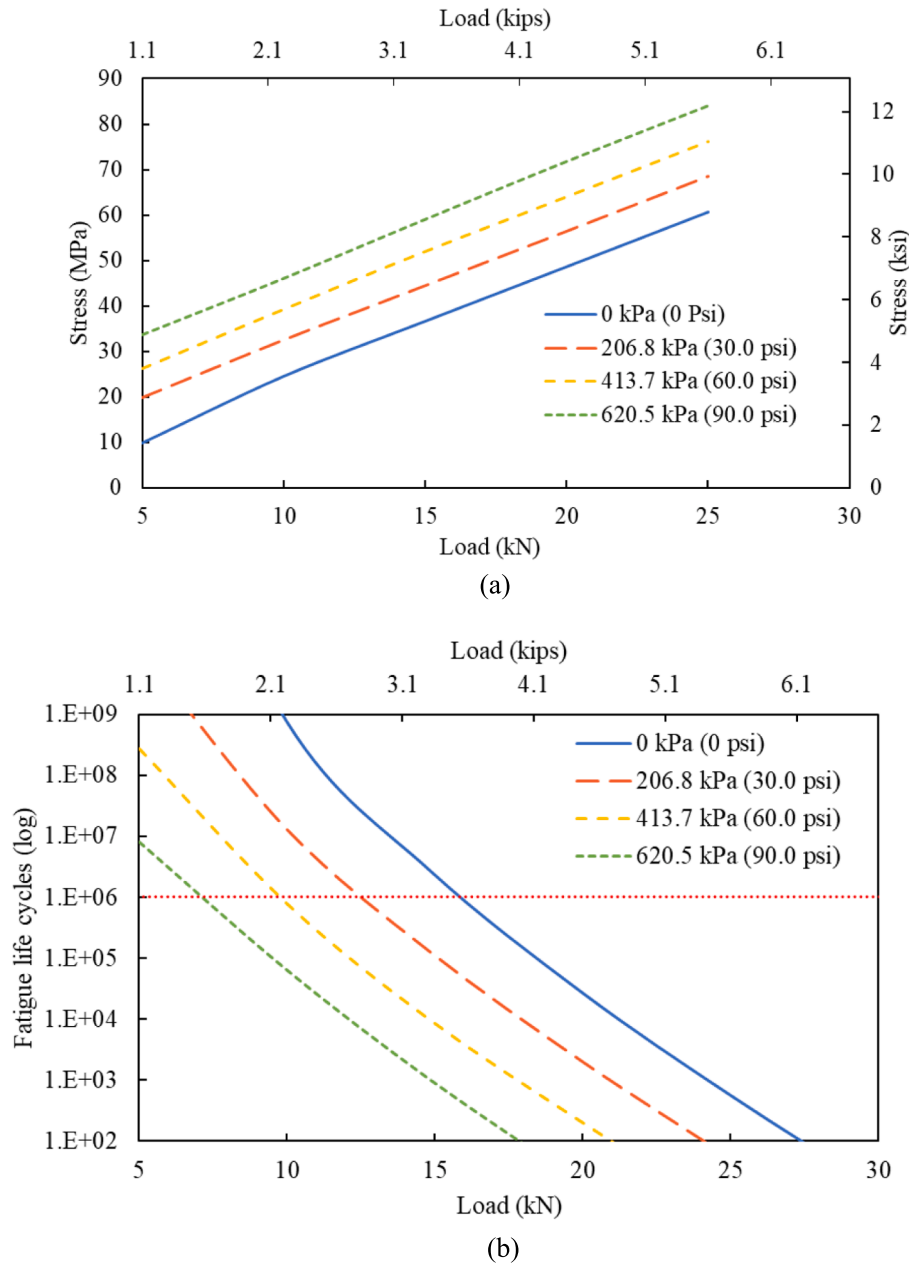 Load (kips)
1.1 2.1 3.1 4.1 5.1 6.1
90
80
70
60
50
40
30
20
10
0
Stress (MPa)
12
10
8
6
4
2
0
Stress (ksi)
0 kPa (0 Psi)
206.8 kPa (30.0 psi)
413.7 kPa (60.0 psi)
620.5 kPa (90.0 psi)
5 10 15 20 25 30
Load (kN)
(a)
Load (kips)
1.1 2.1 3.1 4.1 5.1 6.1
1.E+09
1.E+08
1.E+07
1.E+06
1.E+05
1.E+04
1.E+03
1.E+02
Fatigue life cycles (log)
0 kPa (0 psi)
206.8 kPa (30.0 psi)
413.7 kPa (60.0 psi)
620.5 kPa (90.0 psi)
5 10 15 20 25 30
Load (kN)
(b)